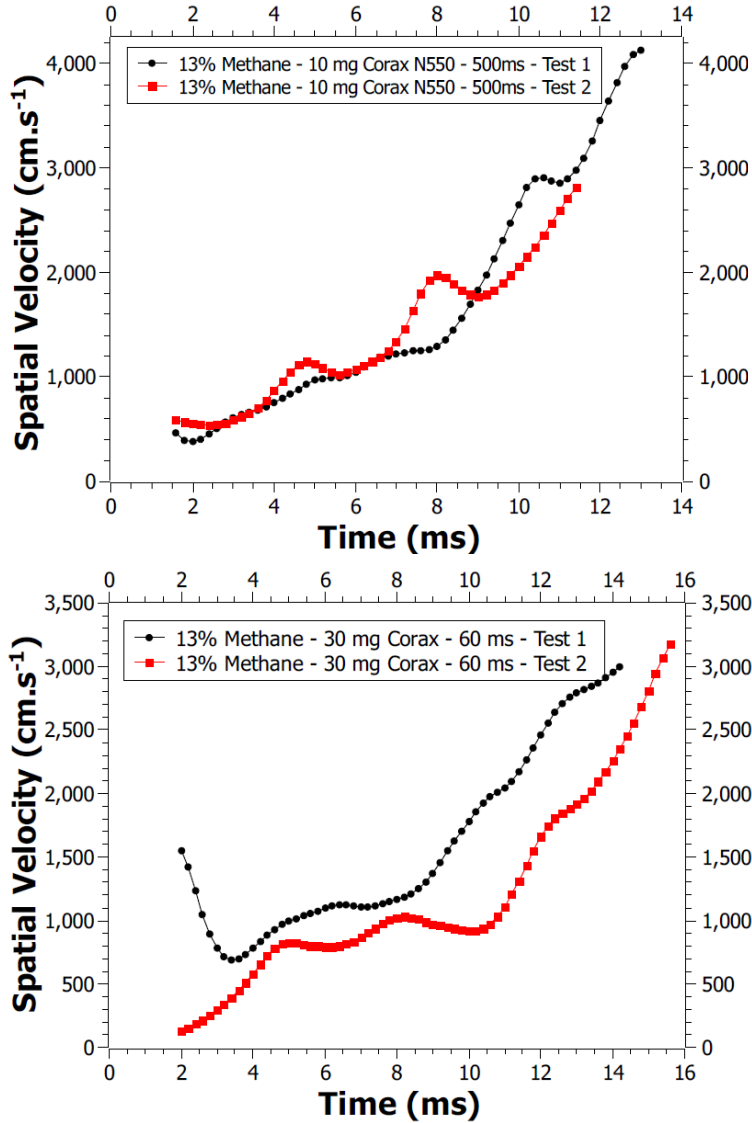 0 2 4 6 8 10 12 14
4,000 4,000
13% Methane - 10 mg Corax N550 - 500ms - Test 1
13% Methane - 10 mg Corax N550 - 500ms - Test 2
3,000 3,000
2,000 2,000
1,000 1,000
0 0
Spatial Velocity (cm.s⁻¹)
0 2 4 6 8 10 12 14
Time (ms)
0 2 4 6 8 10 12 14 16
3,500 3,500
13% Methane - 30 mg Corax - 60 ms - Test 1
13% Methane - 30 mg Corax - 60 ms - Test 2
3,000 3,000
2,500 2,500
2,000 2,000
1,500 1,500
1,000 1,000
500 500
0 0
Spatial Velocity (cm.s⁻¹)
0 2 4 6 8 10 12 14 16
Time (ms)